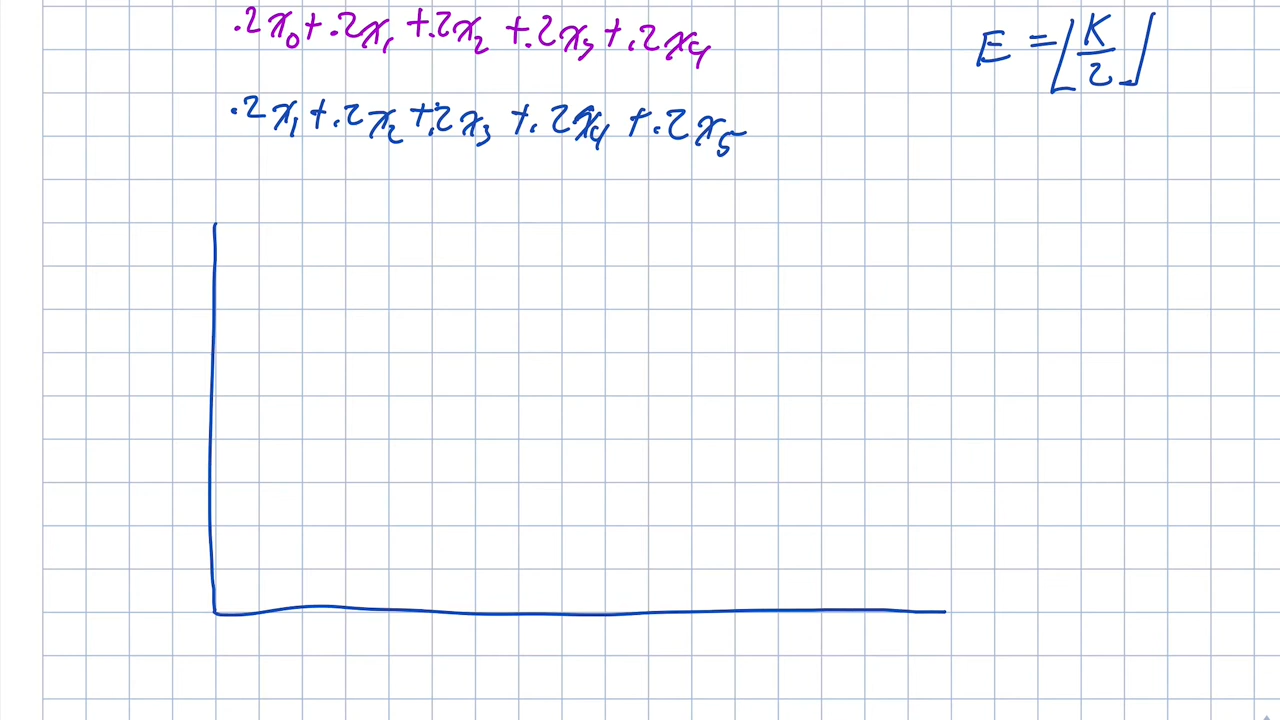 .2x₀+.2x₁+.2x₂+.2x₃+.2x₄
E=⌊K/2⌋
.2x₁+.2x₂+.2x₃+.2x₄+.2x₅